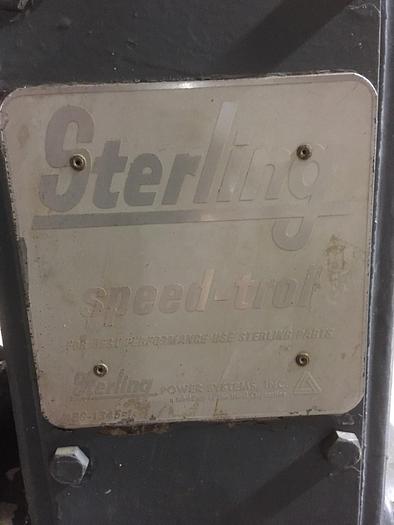 Sterling
speed-trol
FOR BEST PERFORMANCE USE STERLING PARTS
Sterling POWER SYSTEMS, INC.